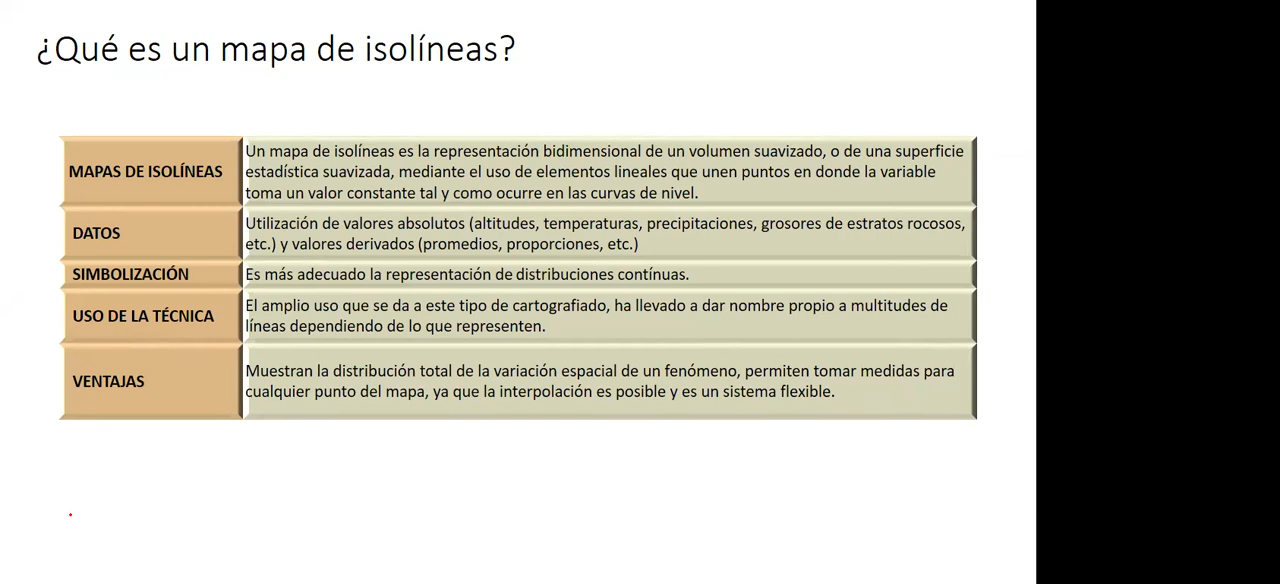 ¿Qué es un mapa de isolíneas?
MAPAS DE ISOLÍNEAS
Un mapa de isolíneas es la representación bidimensional de un volumen suavizado, o de una superficie
estadística suavizada, mediante el uso de elementos lineales que unen puntos en donde la variable
toma un valor constante tal y como ocurre en las curvas de nivel.
DATOS
Utilización de valores absolutos (altitudes, temperaturas, precipitaciones, grosores de estratos rocosos,
etc.) y valores derivados (promedios, proporciones, etc.)
SIMBOLIZACIÓN
Es más adecuado la representación de distribuciones contínuas.
USO DE LA TÉCNICA
El amplio uso que se da a este tipo de cartografiado, ha llevado a dar nombre propio a multitudes de
líneas dependiendo de lo que representen.
VENTAJAS
Muestran la distribución total de la variación espacial de un fenómeno, permiten tomar medidas para
cualquier punto del mapa, ya que la interpolación es posible y es un sistema flexible.